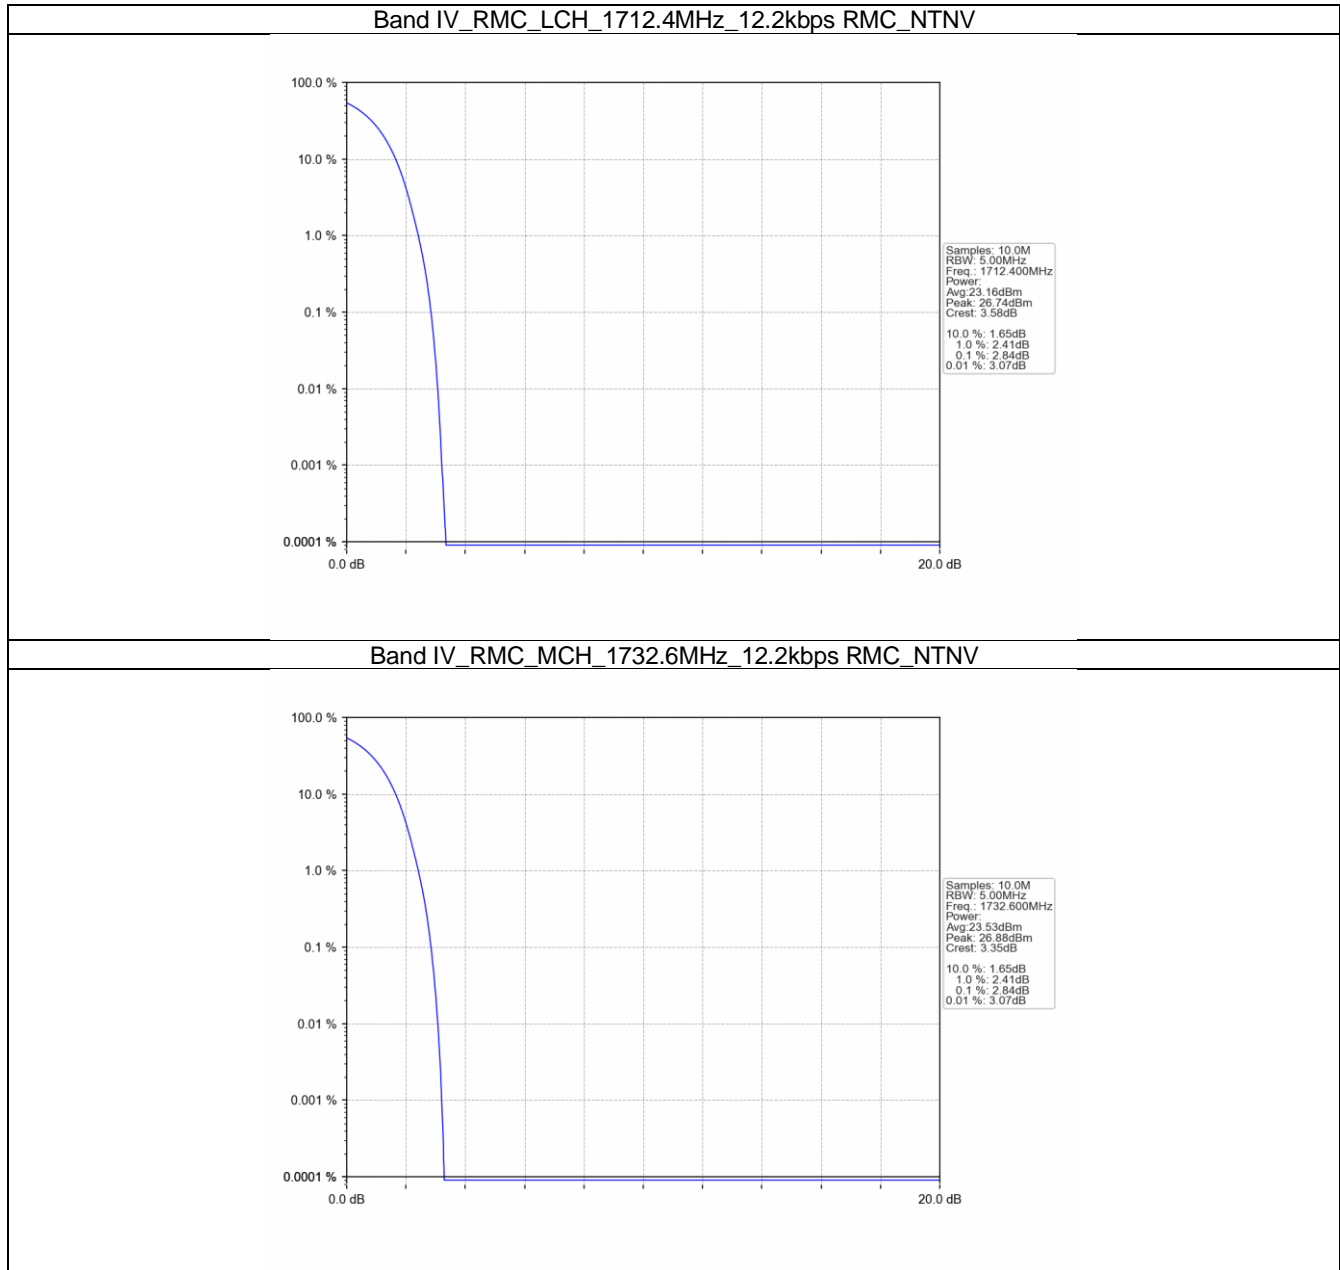 Band IV_RMC_LCH_1712.4MHz_12.2kbps RMC_NTNV
100.0 %
10.0 %
1.0 %
0.1 %
0.01 %
0.001 %
0.0001 %
0.0 dB
20.0 dB
Samples: 10.0M
RBW: 5.00MHz
Freq.: 1712.400MHz
Power:
Avg:23.16dBm
Peak: 26.74dBm
Crest: 3.58dB
10.0 %: 1.65dB
1.0 %: 2.41dB
0.1 %: 2.84dB
0.01 %: 3.07dB
Band IV_RMC_MCH_1732.6MHz_12.2kbps RMC_NTNV
100.0 %
10.0 %
1.0 %
0.1 %
0.01 %
0.001 %
0.0001 %
0.0 dB
20.0 dB
Samples: 10.0M
RBW: 5.00MHz
Freq.: 1732.600MHz
Power:
Avg:23.53dBm
Peak: 26.88dBm
Crest: 3.35dB
10.0 %: 1.65dB
1.0 %: 2.41dB
0.1 %: 2.84dB
0.01 %: 3.07dB